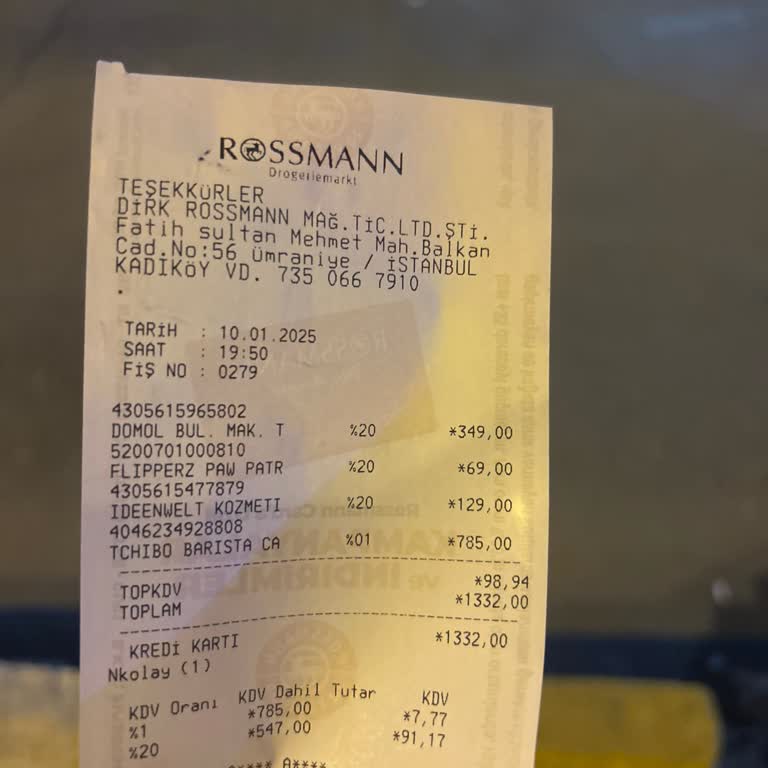 ROSSMANN
Drogeriemarkt
TEŞEKKüRLER
DİRK ROSSMANN MAĞ.TiC.LTD.ŞTi.
Fatih sultan Mehmet Mah.Balkan
Cad.No:56 ümraniye / iSTANBUL
KADIKöY VD. 735 066 7910
.
TARiH : 10.01.2025
SAAT : 19:50
FiŞ NO : 0279
4305615965802
DOMOL BUL. MAK. T %20 *349,00
5200701000810
FLIPPERZ PAW PATR %20 *69,00
4305615477879
IDEENWELT KOZMETI %20 *129,00
4046234928808
TCHIBO BARISTA CA %01 *785,00
TOPKDV *98,94
TOPLAM *1332,00
KREDi KARTI *1332,00
Nkolay (1)
KDV Oranı KDV Dahil Tutar KDV
%1 *785,00 *7,77
%20 *547,00 *91,17